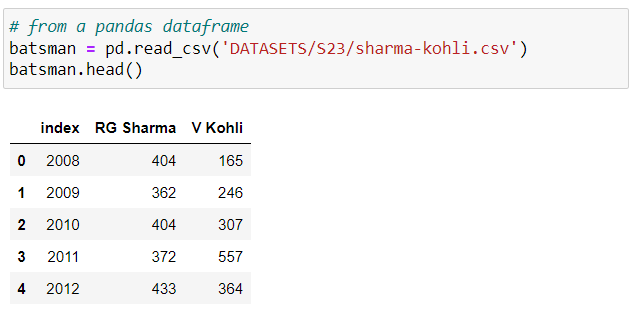 # from a pandas dataframe
batsman = pd.read_csv('DATASETS/S23/sharma-kohli.csv')
batsman.head()
index RG Sharma V Kohli
0 2008 404 165
1 2009 362 246
2 2010 404 307
3 2011 372 557
4 2012 433 364